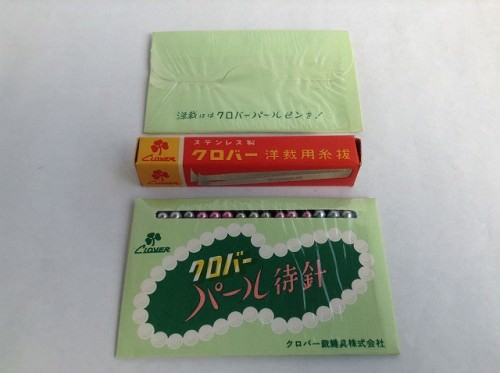 洋裁にはクロバーパールピンを!
CLOVER
ステンレス製
クロバー 洋裁用糸抜
CLOVER
クロバー
パール待針
クロバー裁縫具株式会社